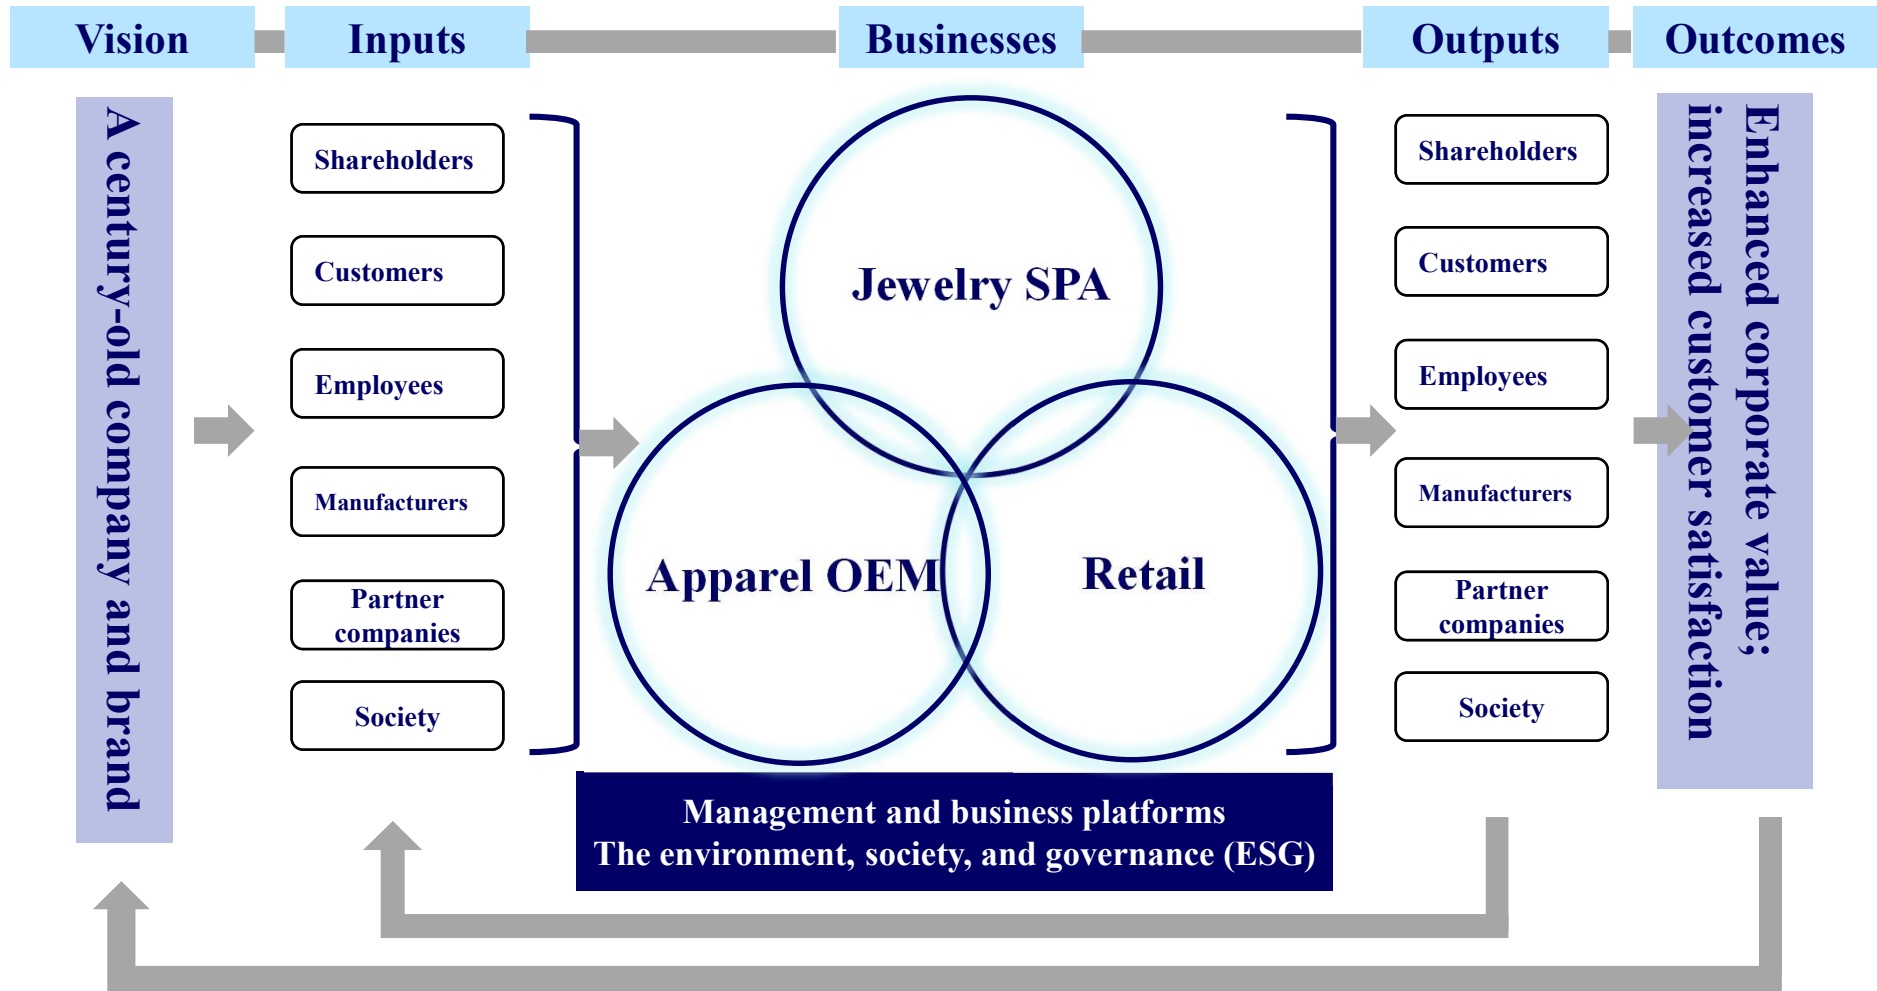 Vision
Inputs
Businesses
Outputs
Outcomes
A century-old company and brand
Shareholders
Customers
Employees
Manufacturers
Partner
companies
Society
Jewelry SPA
Apparel OEM
Retail
Management and business platforms
The environment, society, and governance (ESG)
Shareholders
Customers
Employees
Manufacturers
Partner
companies
Society
Enhanced corporate value;
increased customer satisfaction